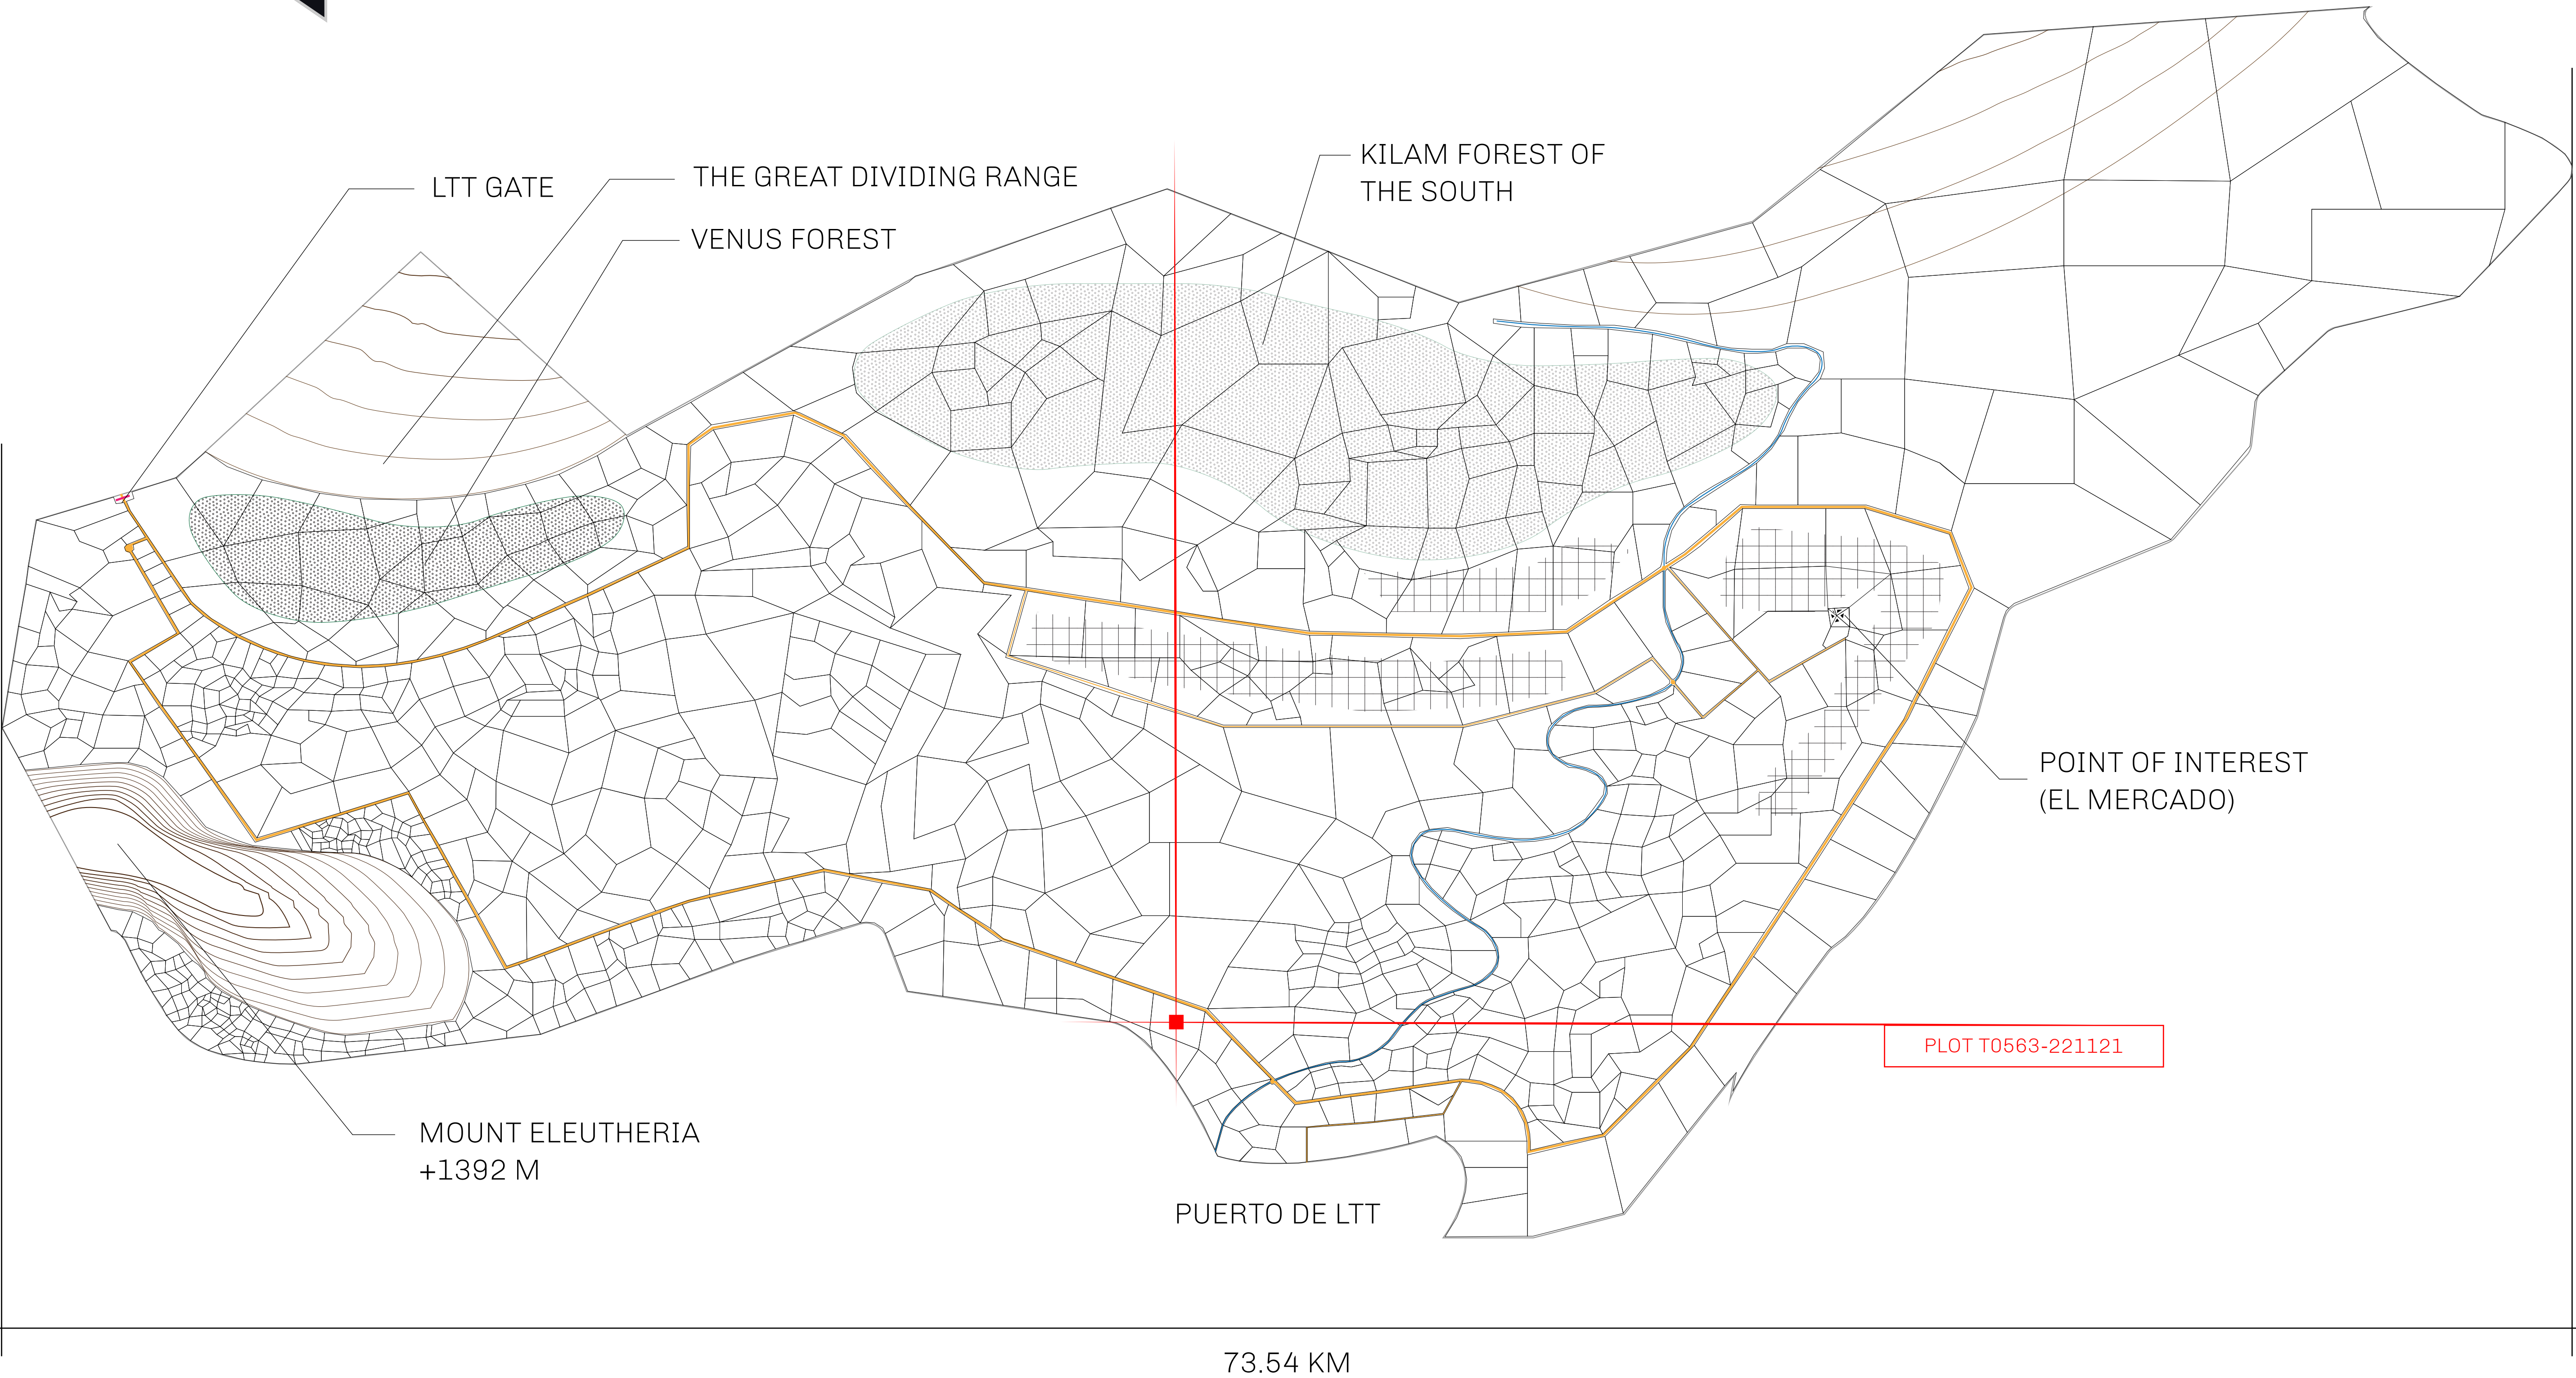 KILAM FOREST OF
THE SOUTH
THE GREAT DIVIDING RANGE
LTT GATE
VENUS FOREST
POINT OF INTEREST
(EL MERCADO)
PLOT T0563-221121
MOUNT ELEUTHERIA
+1392 M
PUERTO DE LTT
73.54 KM